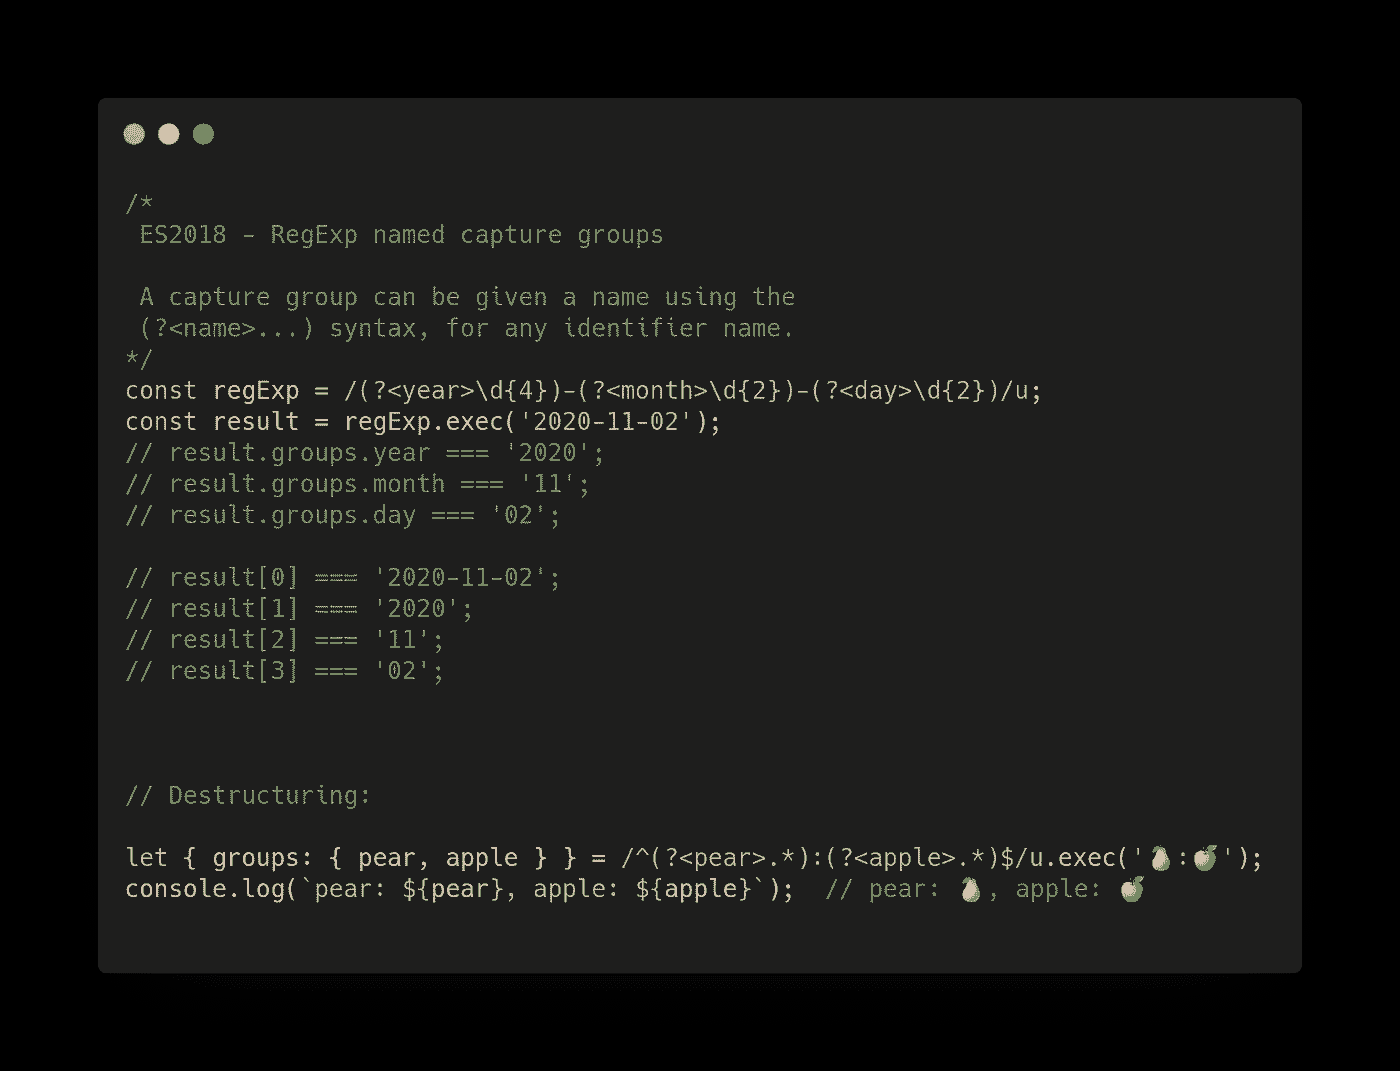 /*
 ES2018 - RegExp named capture groups

 A capture group can be given a name using the
 (?<name>...) syntax, for any identifier name.
*/
const regExp = /(?<year>\d{4})-(?<month>\d{2})-(?<day>\d{2})/u;
const result = regExp.exec('2020-11-02');
// result.groups.year === '2020';
// result.groups.month === '11';
// result.groups.day === '02';

// result[0] === '2020-11-02';
// result[1] === '2020';
// result[2] === '11';
// result[3] === '02';

// Destructuring:

let { groups: { pear, apple } } = /^(?<pear>.*):(?<apple>.*)$/u.exec('🍐:🍏');
console.log(`pear: ${pear}, apple: ${apple}`);  // pear: 🍐, apple: 🍏